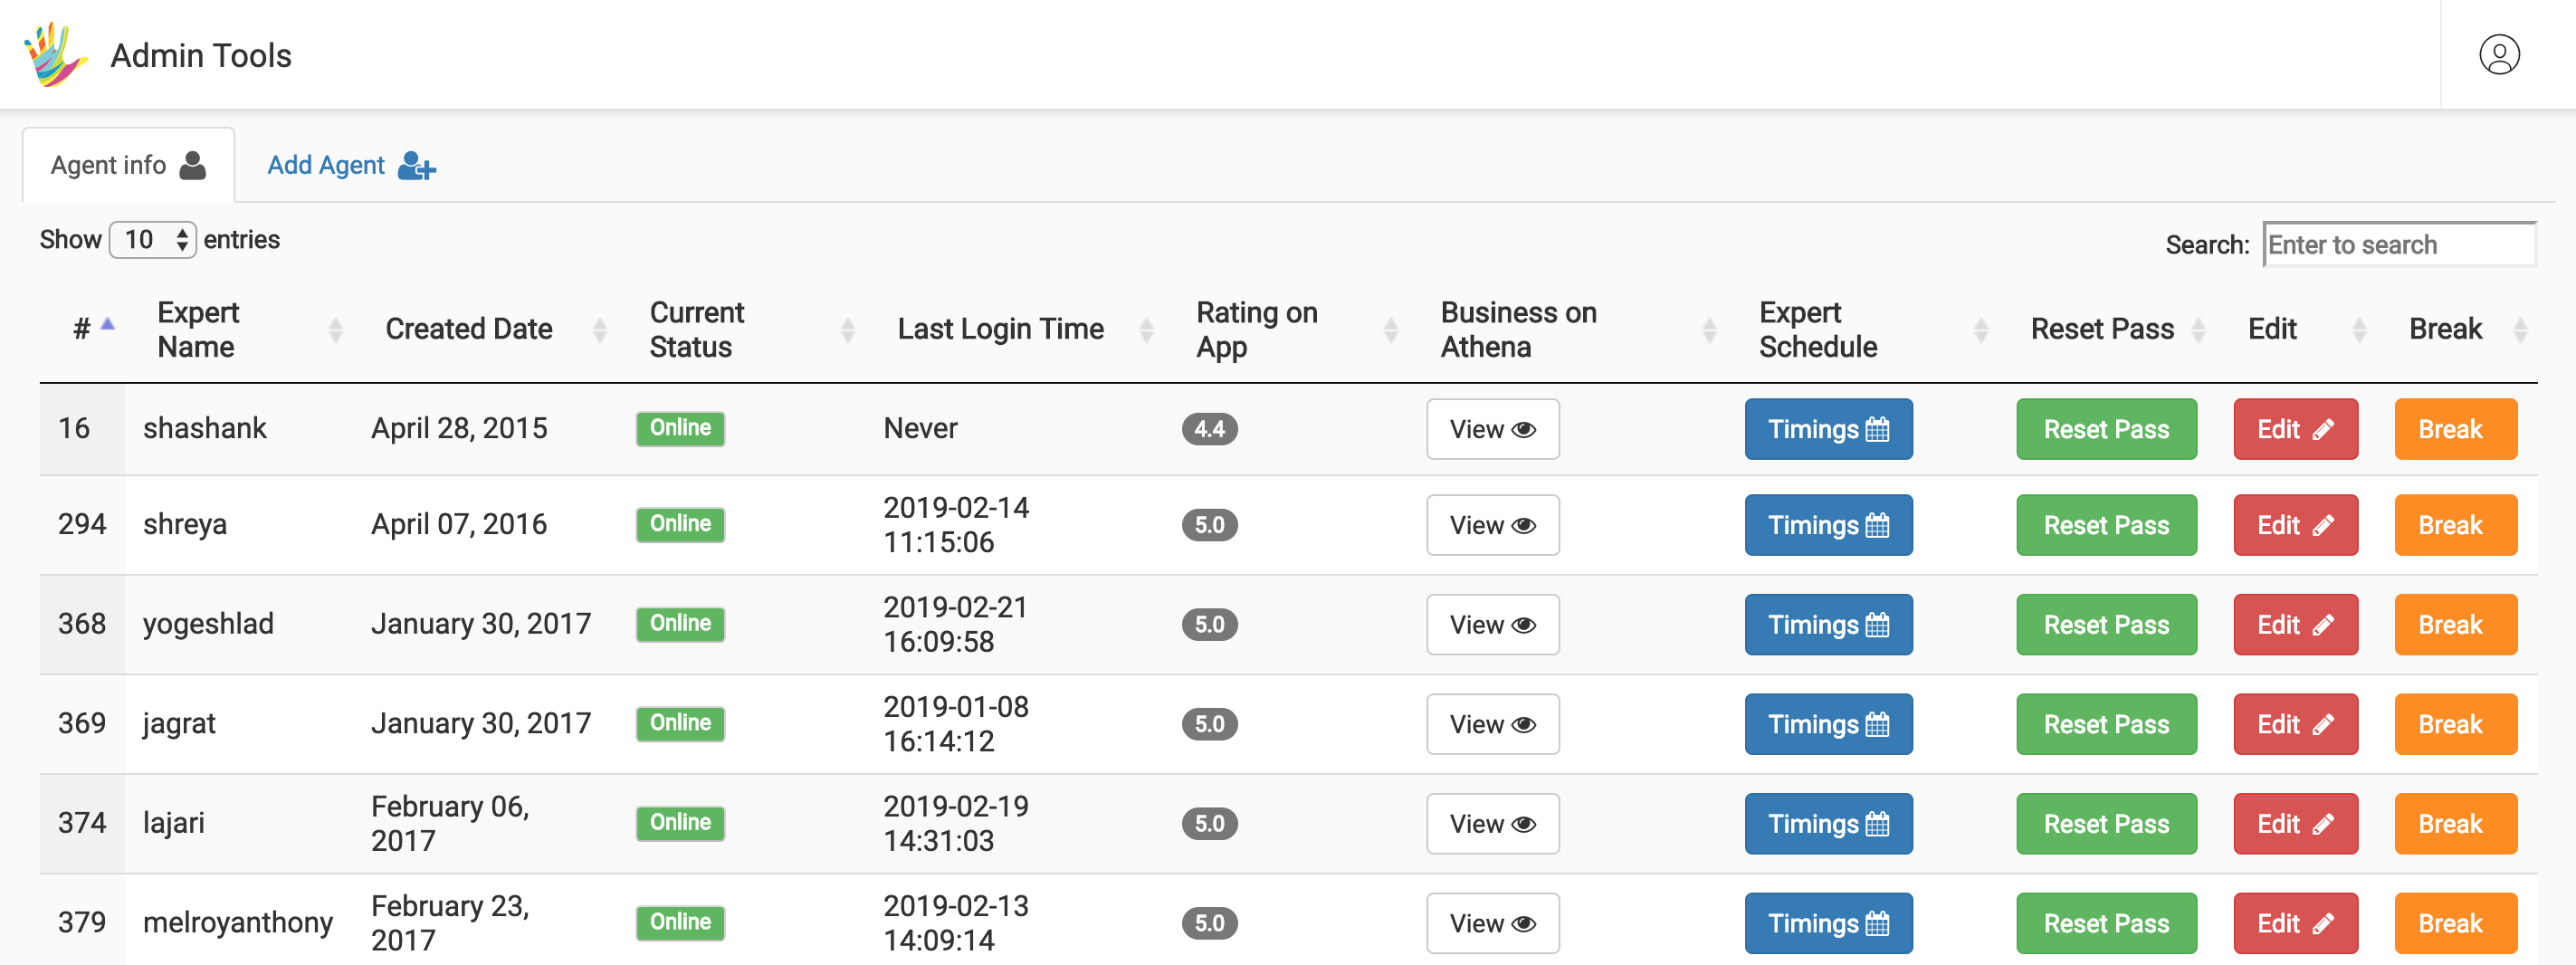 Admin Tools
Agent info
Add Agent
Show 10 entries
Search: Enter to search
# Expert Name Created Date Current Status Last Login Time Rating on App Business on Athena Expert Schedule Reset Pass Edit Break
16 shashank April 28, 2015 Online Never 4.4 View Timings Reset Pass Edit Break
294 shreya April 07, 2016 Online 2019-02-14 11:15:06 5.0 View Timings Reset Pass Edit Break
368 yogeshlad January 30, 2017 Online 2019-02-21 16:09:58 5.0 View Timings Reset Pass Edit Break
369 jagrat January 30, 2017 Online 2019-01-08 16:14:12 5.0 View Timings Reset Pass Edit Break
374 lajari February 06, 2017 Online 2019-02-19 14:31:03 5.0 View Timings Reset Pass Edit Break
379 melroyanthony February 23, 2017 Online 2019-02-13 14:09:14 5.0 View Timings Reset Pass Edit Break